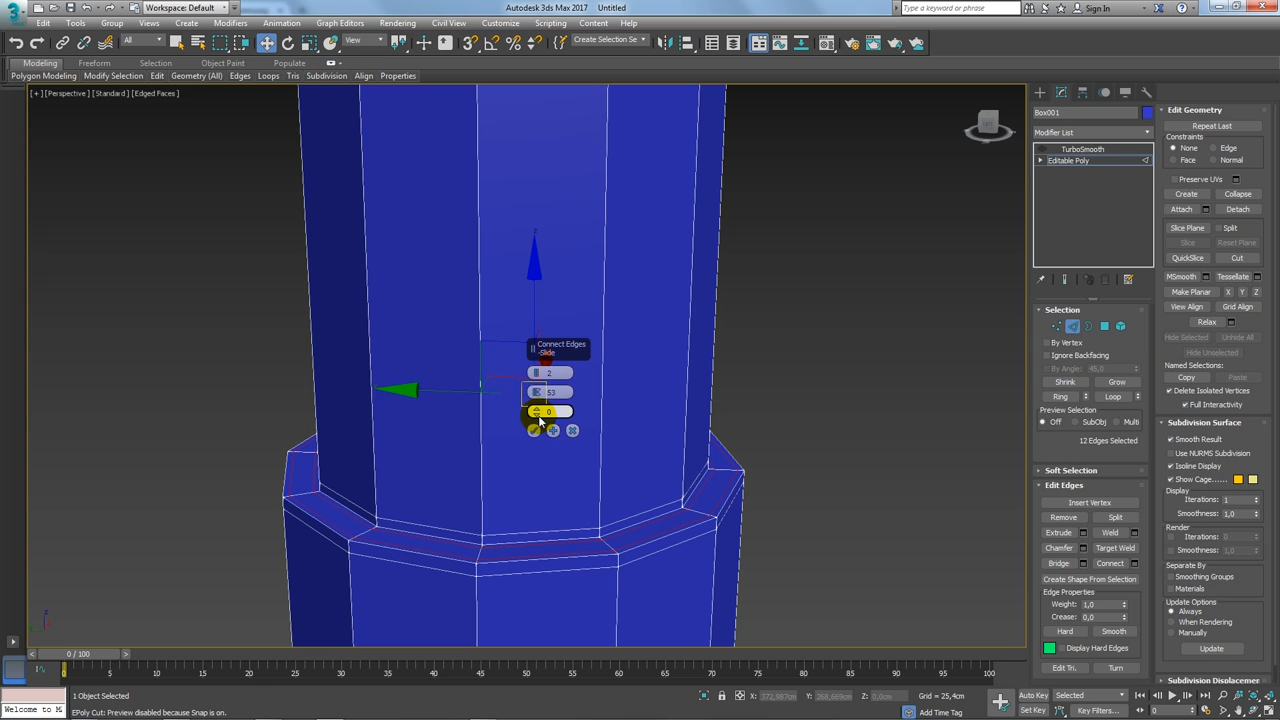 Workspace: Default
Autodesk 3ds Max 2017
Untitled
Type a keyword or phrase
Sign In
Edit
Tools
Group
Views
Create
Modifiers
Animation
Graph Editors
Rendering
Civil View
Customize
Scripting
Content
Help
All
View
Create Selection Se
Modeling
Freeform
Selection
Object Paint
Populate
Polygon Modeling
Modify Selection
Edit
Geometry (All)
Edges
Loops
Tris
Subdivision
Align
Properties
[ + ] [Perspective ] [Standard ] [Edged Faces ]
Connect Edges
-Slide
2
53
0
Box001
Modifier List
TurboSmooth
Editable Poly
Selection
By Vertex
Ignore Backfacing
By Angle: 45,0
Shrink
Grow
Ring
Loop
Preview Selection
Off
SubObj
Multi
12 Edges Selected
Soft Selection
Edit Edges
Insert Vertex
Remove
Split
Extrude
Weld
Chamfer
Target Weld
Bridge
Connect
Create Shape From Selection
Edge Properties
Weight: 1,0
Crease: 0,0
Hard
Smooth
Display Hard Edges
Edit Tri.
Turn
Edit Geometry
Repeat Last
Constraints
None
Edge
Face
Normal
Preserve UVs
Create
Collapse
Attach
Detach
Slice Plane
Split
Slice
Reset Plane
QuickSlice
Cut
MSmooth
Tessellate
Make Planar
X
Y
Z
View Align
Grid Align
Relax
Hide Selected
Unhide All
Hide Unselected
Named Selections:
Copy
Paste
Delete Isolated Vertices
Full Interactivity
Subdivision Surface
Smooth Result
Use NURMS Subdivision
Isoline Display
Show Cage......
Display
Iterations: 1
Smoothness: 1,0
Render
Iterations: 0
Smoothness: 1,0
Separate By
Smoothing Groups
Materials
Update Options
Always
When Rendering
Manually
Update
Subdivision Displacemer
0 / 100
5
10
15
20
25
30
35
40
45
50
55
60
65
70
75
80
85
90
95
100
1 Object Selected
X: 372,987cm
Y: 268,669cm
Z: 0,0cm
Grid = 25,4cm
Auto Key
Selected
Welcome to M
EPoly Cut: Preview disabled because Snap is on.
Add Time Tag
Set Key
Key Filters...
0